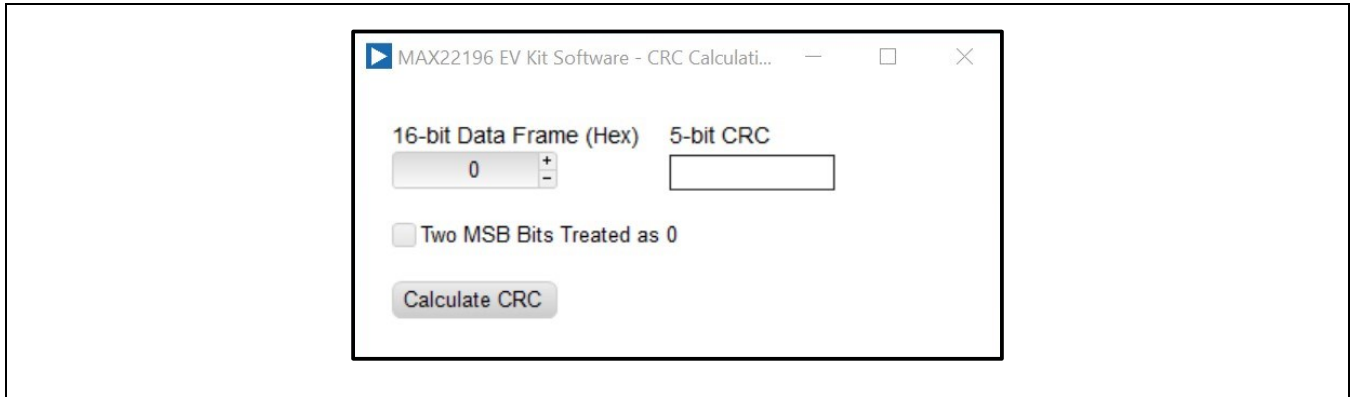 MAX22196 EV Kit Software - CRC Calculati...
16-bit Data Frame (Hex) 5-bit CRC
0 + -
Two MSB Bits Treated as 0
Calculate CRC